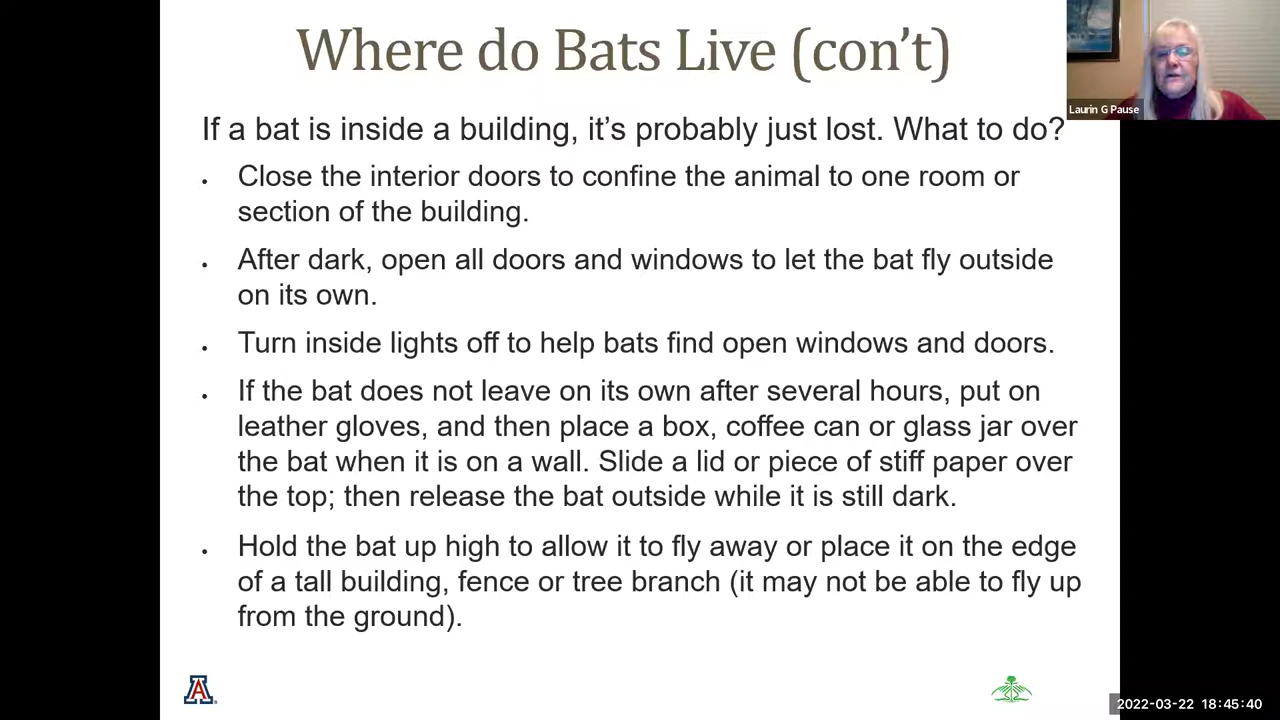 Where do Bats Live (con't)
Laurin G Pause
If a bat is inside a building, it's probably just lost. What to do?
• Close the interior doors to confine the animal to one room or
section of the building.
• After dark, open all doors and windows to let the bat fly outside
on its own.
• Turn inside lights off to help bats find open windows and doors.
• If the bat does not leave on its own after several hours, put on
leather gloves, and then place a box, coffee can or glass jar over
the bat when it is on a wall. Slide a lid or piece of stiff paper over
the top; then release the bat outside while it is still dark.
• Hold the bat up high to allow it to fly away or place it on the edge
of a tall building, fence or tree branch (it may not be able to fly up
from the ground).
A
2022-03-22 18:45:40